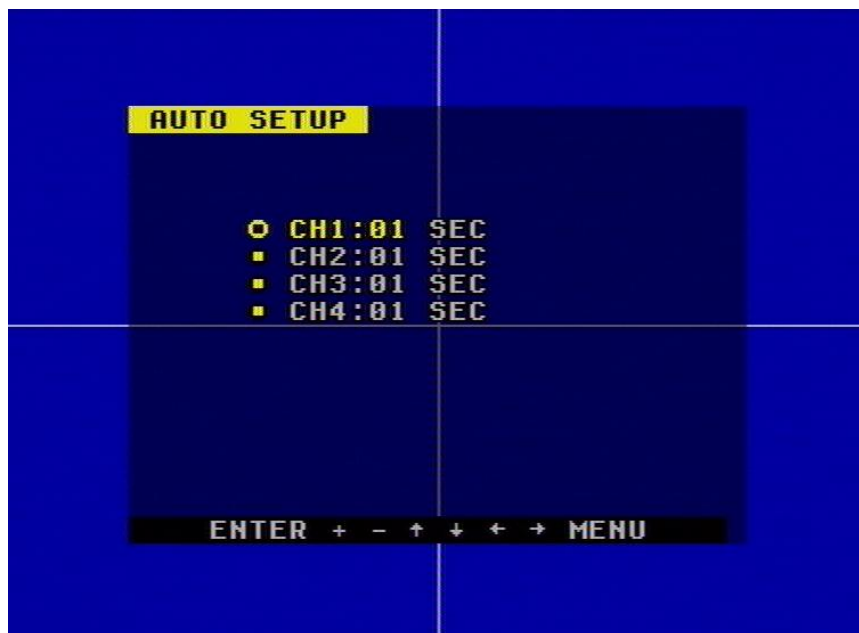 AUTO SETUP
CH1:01 SEC
CH2:01 SEC
CH3:01 SEC
CH4:01 SEC
ENTER + - ↑ ↓ ← → MENU